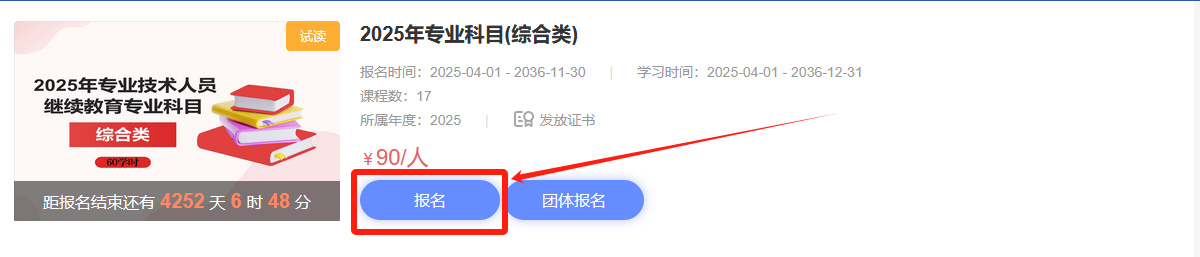 试读
2025年专业技术人员
继续教育专业科目
综合类
60学时
距报名结束还有 4252 天 6 时 48 分
2025年专业科目(综合类)
报名时间：2025-04-01 - 2036-11-30 | 学习时间：2025-04-01 - 2036-12-31
课程数：17
所属年度：2025 | 发放证书
¥90/人
报名 团体报名